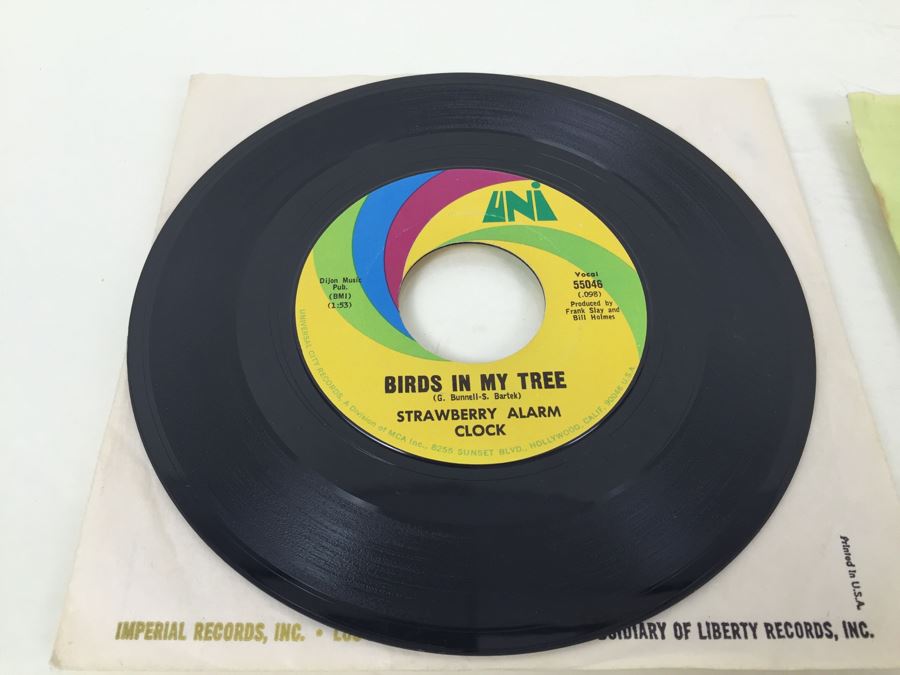 UNi
Dijon Music
Pub.
(BMI)
(1:53)
Vocal
55046
(.098)
Produced by
Frank Slay and
Bill Holmes
BIRDS IN MY TREE
(G. Bunnell-S. Bartek)
STRAWBERRY ALARM
CLOCK
UNIVERSAL CITY RECORDS, A Division of MCA Inc., 8255 SUNSET BLVD., HOLLYWOOD, CALIF. 90046 U.S.A.
Printed in U.S.A.
IMPERIAL RECORDS, INC. • OF LIBERTY RECORDS, INC.